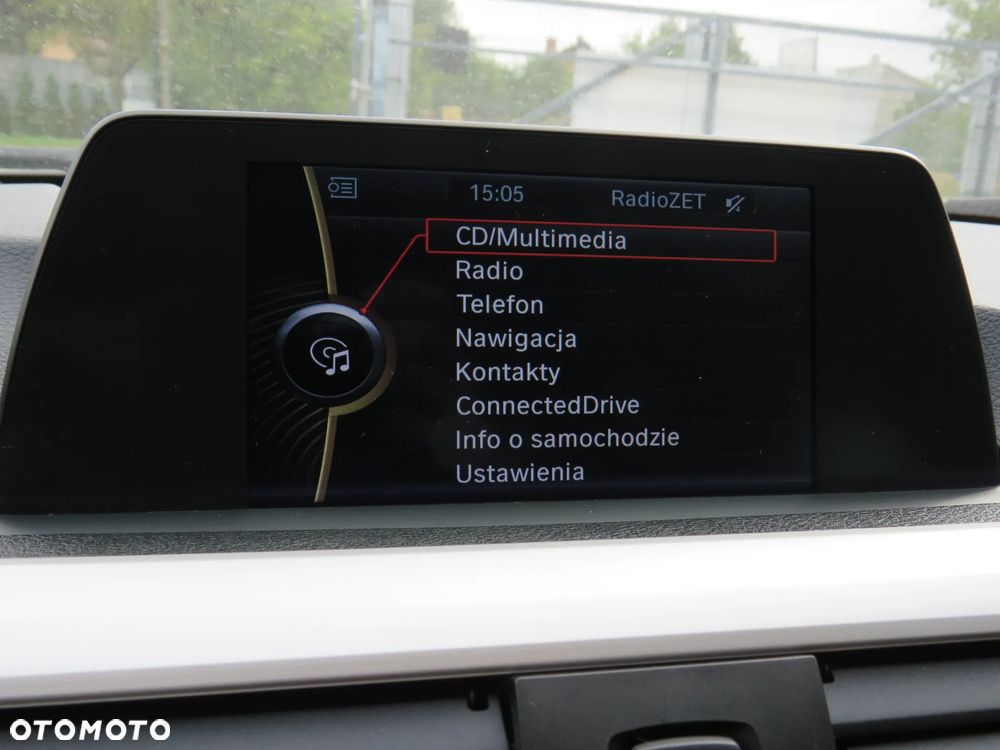 15:05 RadioZET
CD/Multimedia
Radio
Telefon
Nawigacja
Kontakty
ConnectedDrive
Info o samochodzie
Ustawienia
OTOMOTO